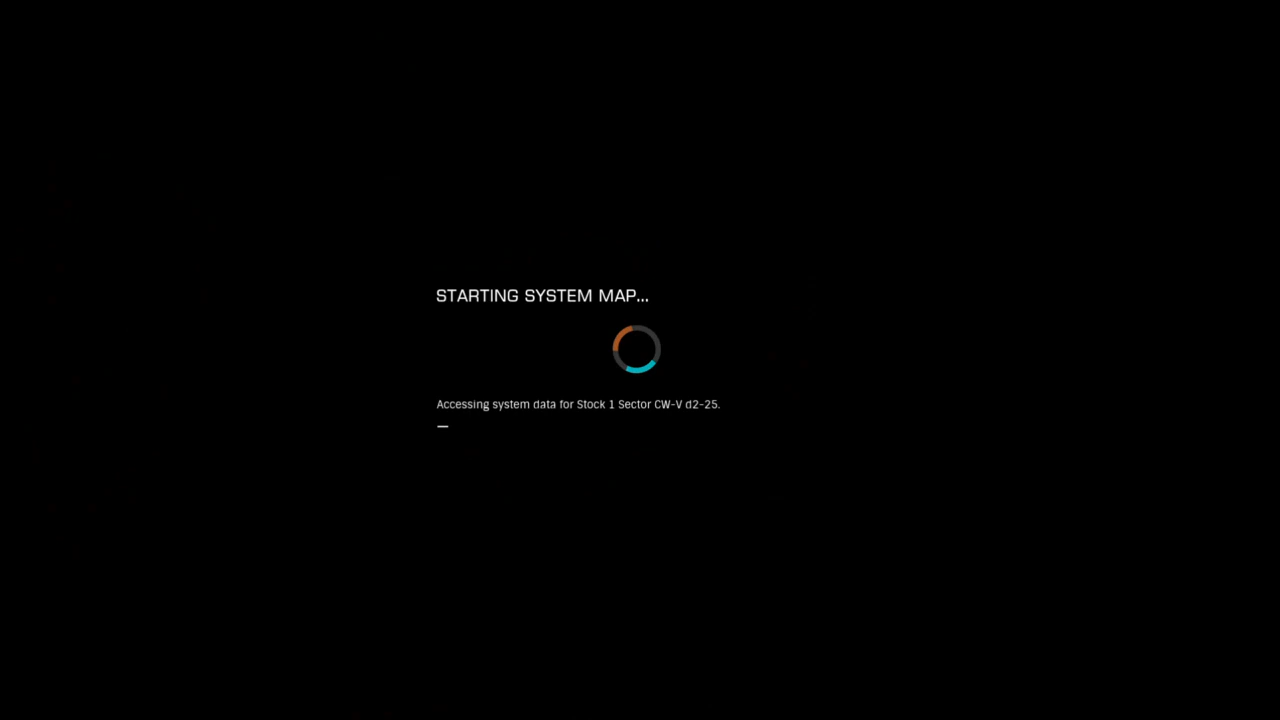 STARTING SYSTEM MAP...
Accessing system data for Stock 1 Sector CW-V d2-25.